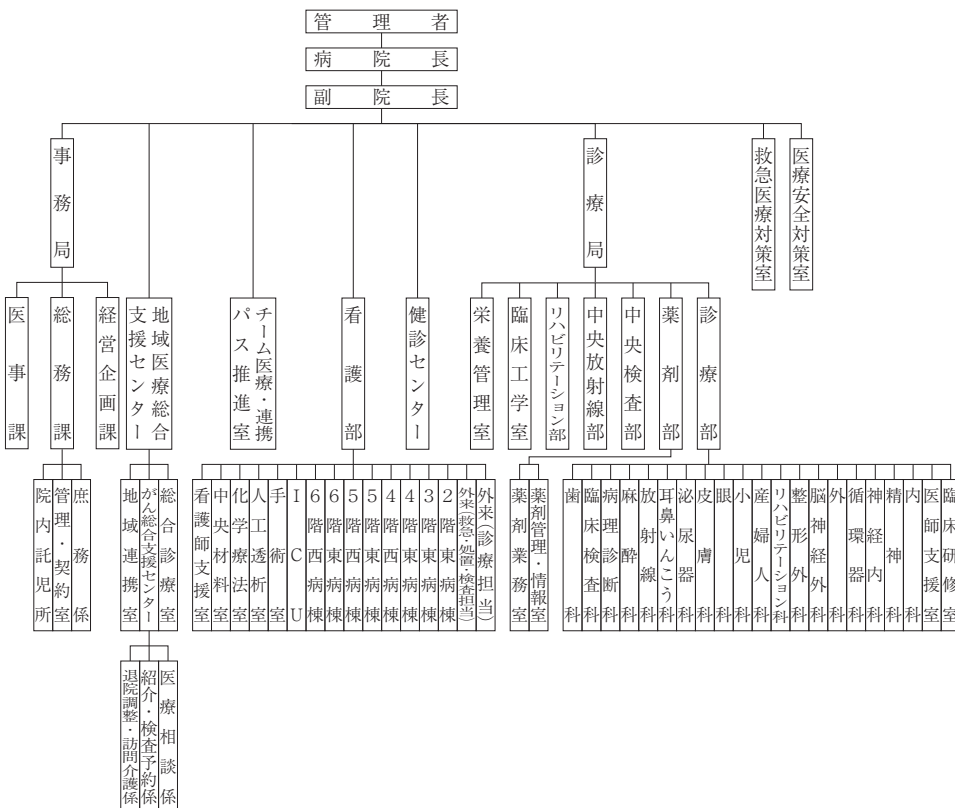 管理者
病院長
副院長
事務局
診療局
救急医療対策室
医療安全対策室
医事課
総務課
経営企画課
地域医療総合
支援センター
チーム医療・連携
パス推進室
看護部
健診センター
栄養管理室
臨床工学室
リハビリテーション部
中央放射線部
中央検査部
薬剤部
診療部
院内託児所
管理・契約室
庶務係
地域連携室
がん総合支援センター
総合診療室
看護師支援室
中央材料室
化学療法室
人工透析室
手術室
ICU
6階西病棟
6階東病棟
5階西病棟
5階東病棟
4階西病棟
4階東病棟
3階東病棟
2階東病棟
外来(救急・処置・検査担当)
外来(診療担当)
薬剤業務室
薬剤管理・情報室
歯科
臨床検査科
病理診断科
麻酔科
放射線科
耳鼻いんこう科
泌尿器科
皮膚科
眼科
小児科
産婦人科
リハビリテーション科
整形外科
脳神経外科
外科
循環器科
神経内科
精神科
内科
医師支援室
臨床研修室
退院調整・訪問介護係
紹介・検査予約係
医療相談係